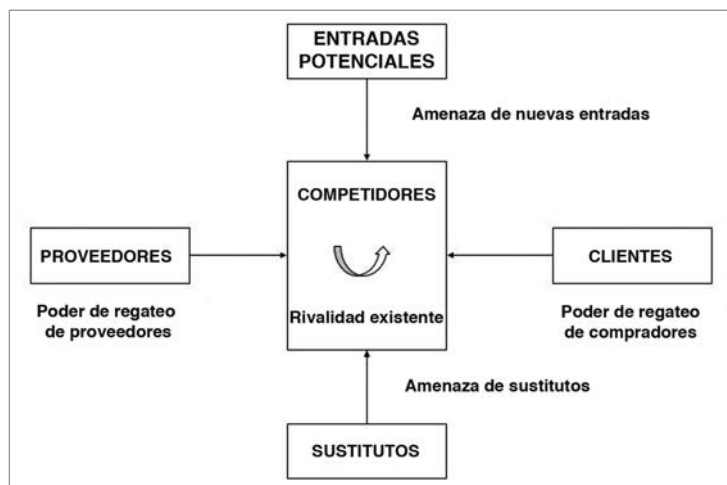 ENTRADAS
POTENCIALES
Amenaza de nuevas entradas
COMPETIDORES
PROVEEDORES
CLIENTES
Poder de regateo
de proveedores
Rivalidad existente
Poder de regateo
de compradores
Amenaza de sustitutos
SUSTITUTOS